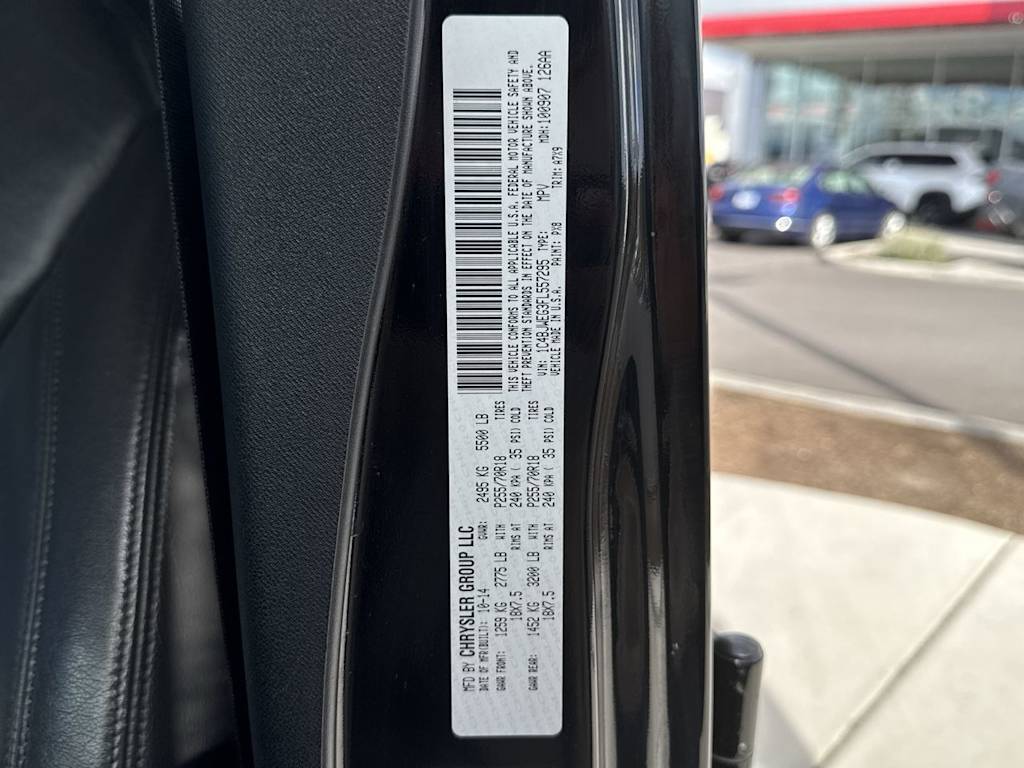 MFD BY CHRYSLER GROUP LLC
DATE OF MFR(BUILT): 10-14 GVWR: 2495 KG 5500 LB
GAWR FRONT: 1259 KG 2775 LB WITH P255/70R18 TIRES
18X7.5 RIMS AT 240 KPA ( 35 PSI) COLD
GAWR REAR: 1452 KG 3200 LB WITH P255/70R18 TIRES
18X7.5 RIMS AT 240 KPA ( 35 PSI) COLD
THIS VEHICLE CONFORMS TO ALL APPLICABLE U.S.A. FEDERAL MOTOR VEHICLE SAFETY AND
THEFT PREVENTION STANDARDS IN EFFECT ON THE DATE OF MANUFACTURE SHOWN ABOVE.
VIN: 1C4BJWEG3FL557295 TYPE: MPV MDH:100907 126AA
VEHICLE MADE IN U.S.A. PAINT: PX8 TRIM: A7X9